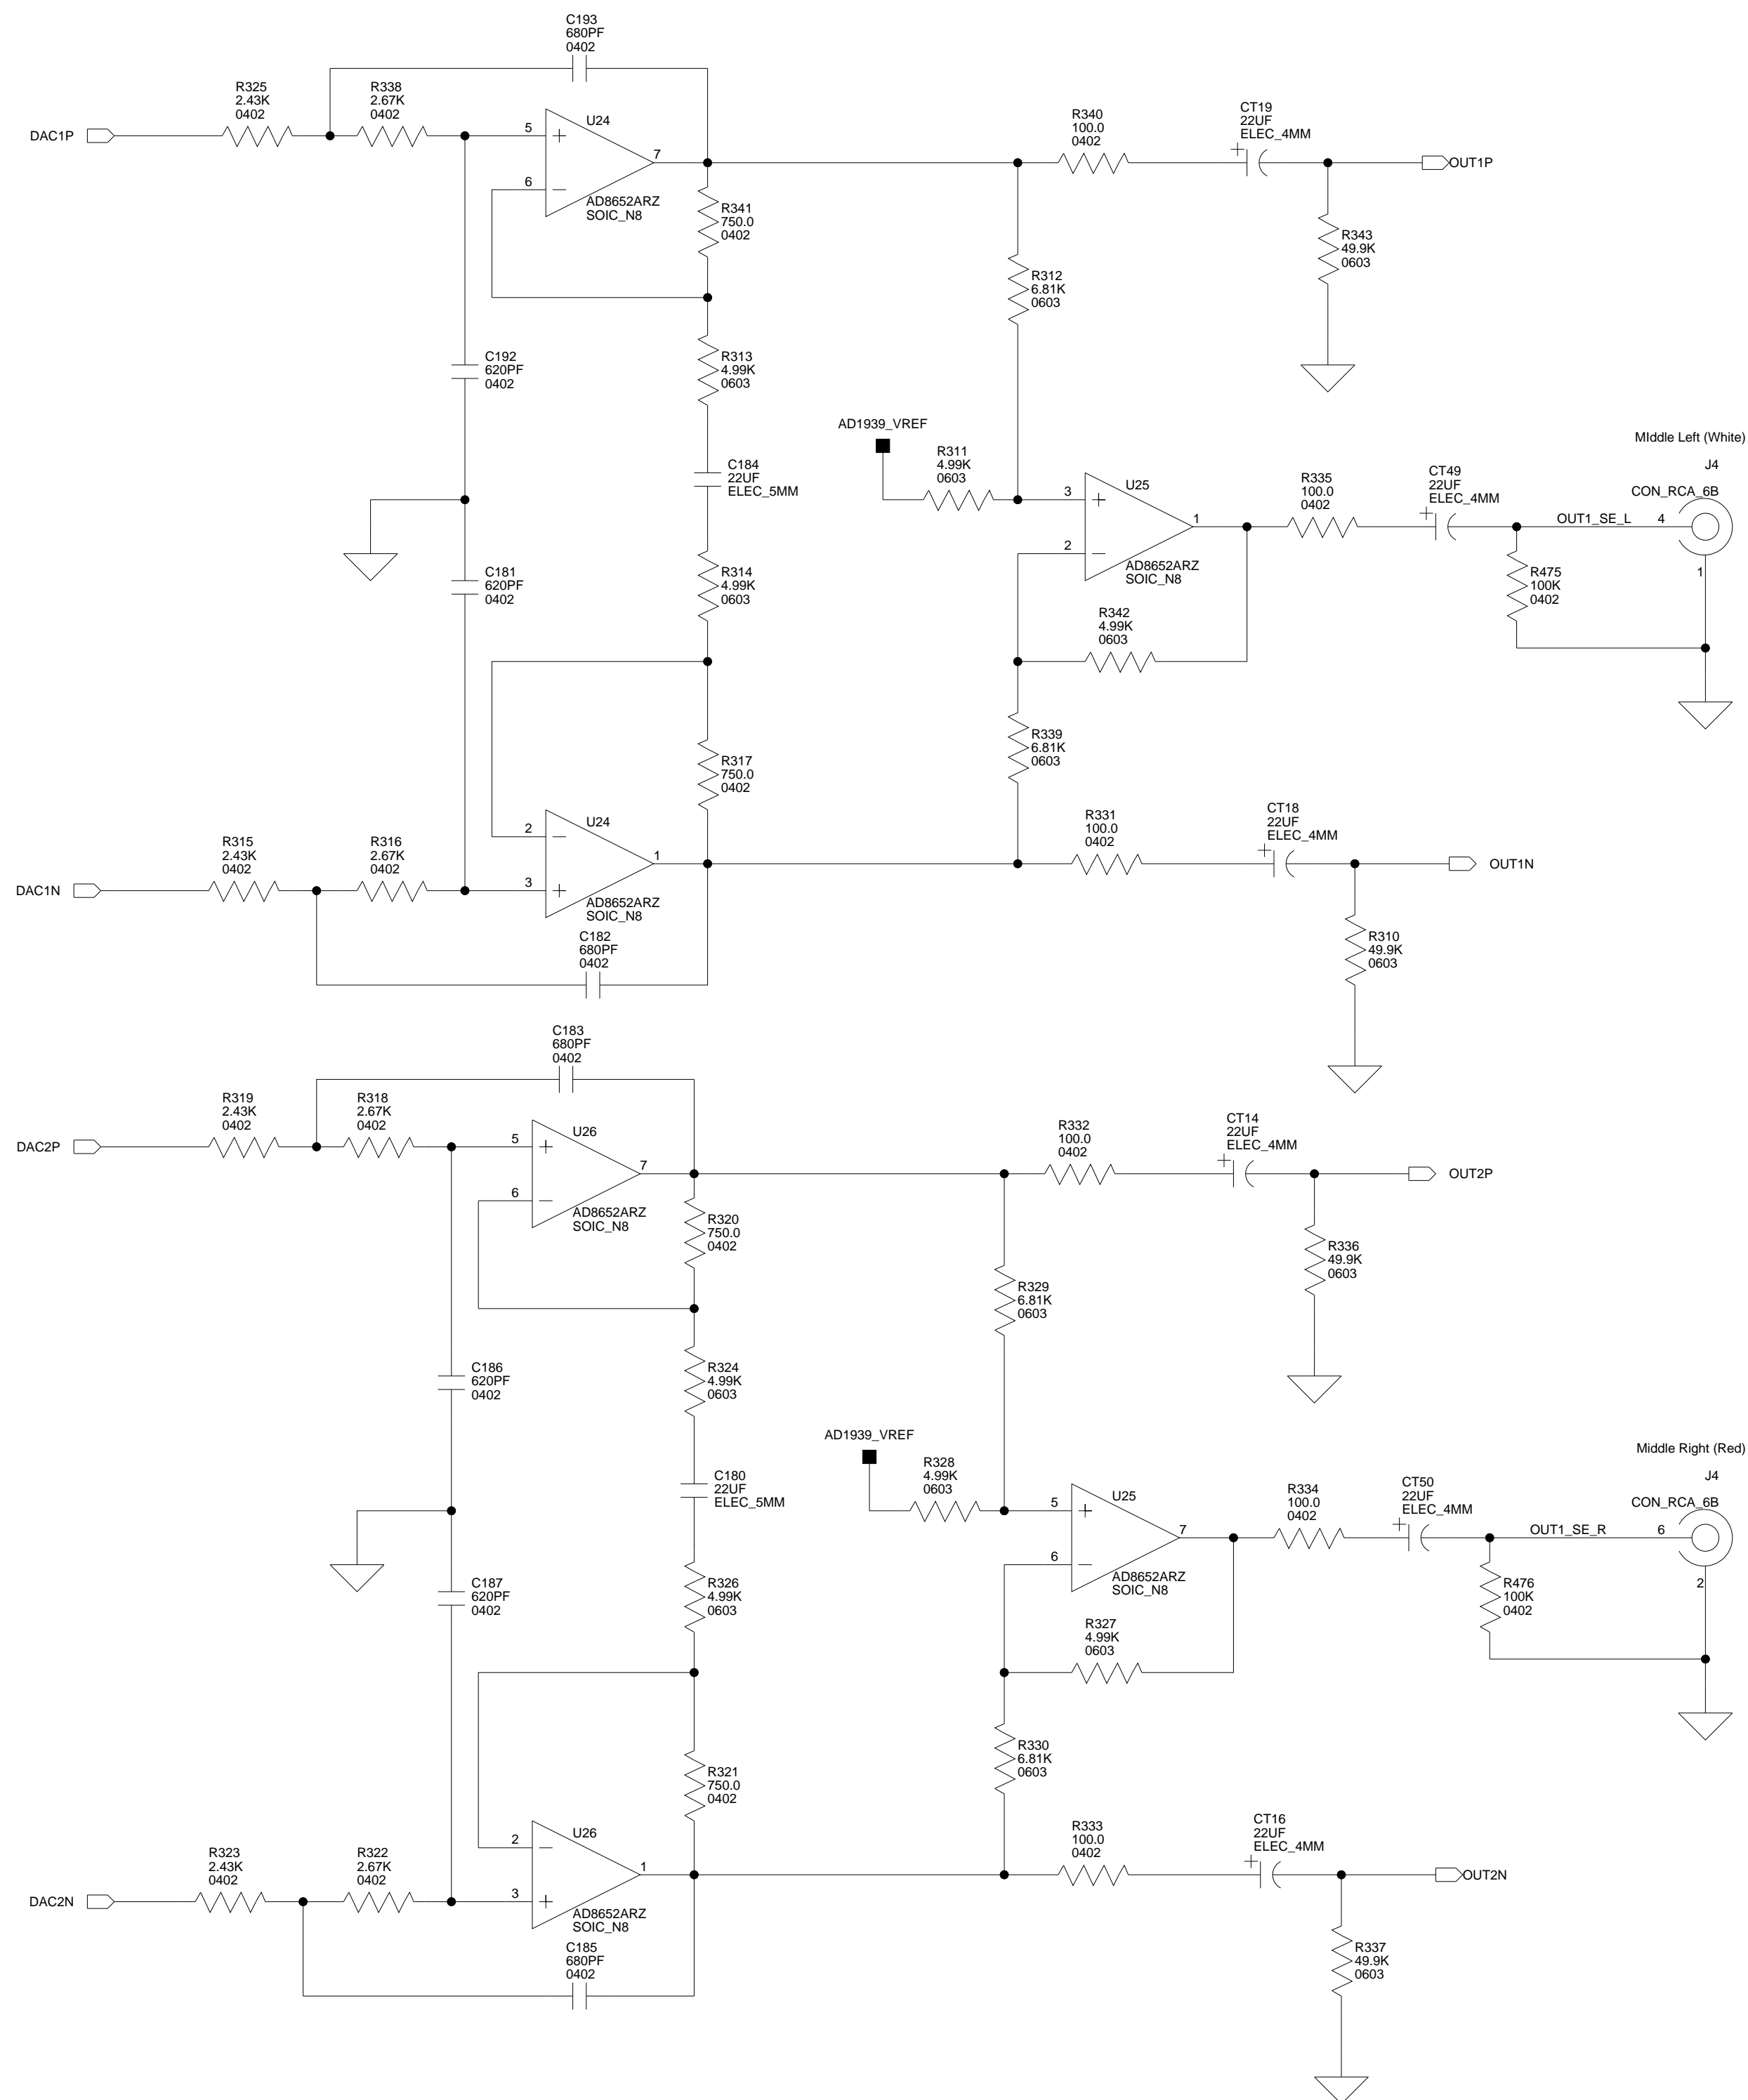 C193
680PF
0402
R325
2.43K
0402
R338
2.67K
0402
DAC1P
5
6
7
U24
AD8652ARZ
SOIC_N8
R341
750.0
0402
R340
100.0
0402
CT19
22UF
ELEC_4MM
+
OUT1P
R343
49.9K
0603
R312
6.81K
0603
R313
4.99K
0603
C192
620PF
0402
C184
22UF
ELEC_5MM
AD1939_VREF
R311
4.99K
0603
3
2
1
U25
AD8652ARZ
SOIC_N8
R335
100.0
0402
CT49
22UF
ELEC_4MM
+
MIddle Left (White)
J4
CON_RCA_6B
OUT1_SE_L
4
1
R475
100K
0402
C181
620PF
0402
R314
4.99K
0603
R342
4.99K
0603
R339
6.81K
0603
R317
750.0
0402
R315
2.43K
0402
R316
2.67K
0402
DAC1N
2
3
1
U24
AD8652ARZ
SOIC_N8
C182
680PF
0402
R331
100.0
0402
CT18
22UF
ELEC_4MM
+
OUT1N
R310
49.9K
0603
C183
680PF
0402
R319
2.43K
0402
R318
2.67K
0402
DAC2P
5
6
7
U26
AD8652ARZ
SOIC_N8
R320
750.0
0402
R332
100.0
0402
CT14
22UF
ELEC_4MM
+
OUT2P
R336
49.9K
0603
R329
6.81K
0603
R324
4.99K
0603
C186
620PF
0402
C180
22UF
ELEC_5MM
AD1939_VREF
R328
4.99K
0603
5
6
7
U25
AD8652ARZ
SOIC_N8
R334
100.0
0402
CT50
22UF
ELEC_4MM
+
Middle Right (Red)
J4
CON_RCA_6B
OUT1_SE_R
6
2
R476
100K
0402
C187
620PF
0402
R326
4.99K
0603
R327
4.99K
0603
R330
6.81K
0603
R321
750.0
0402
R323
2.43K
0402
R322
2.67K
0402
DAC2N
2
3
1
U26
AD8652ARZ
SOIC_N8
C185
680PF
0402
R333
100.0
0402
CT16
22UF
ELEC_4MM
+
OUT2N
R337
49.9K
0603